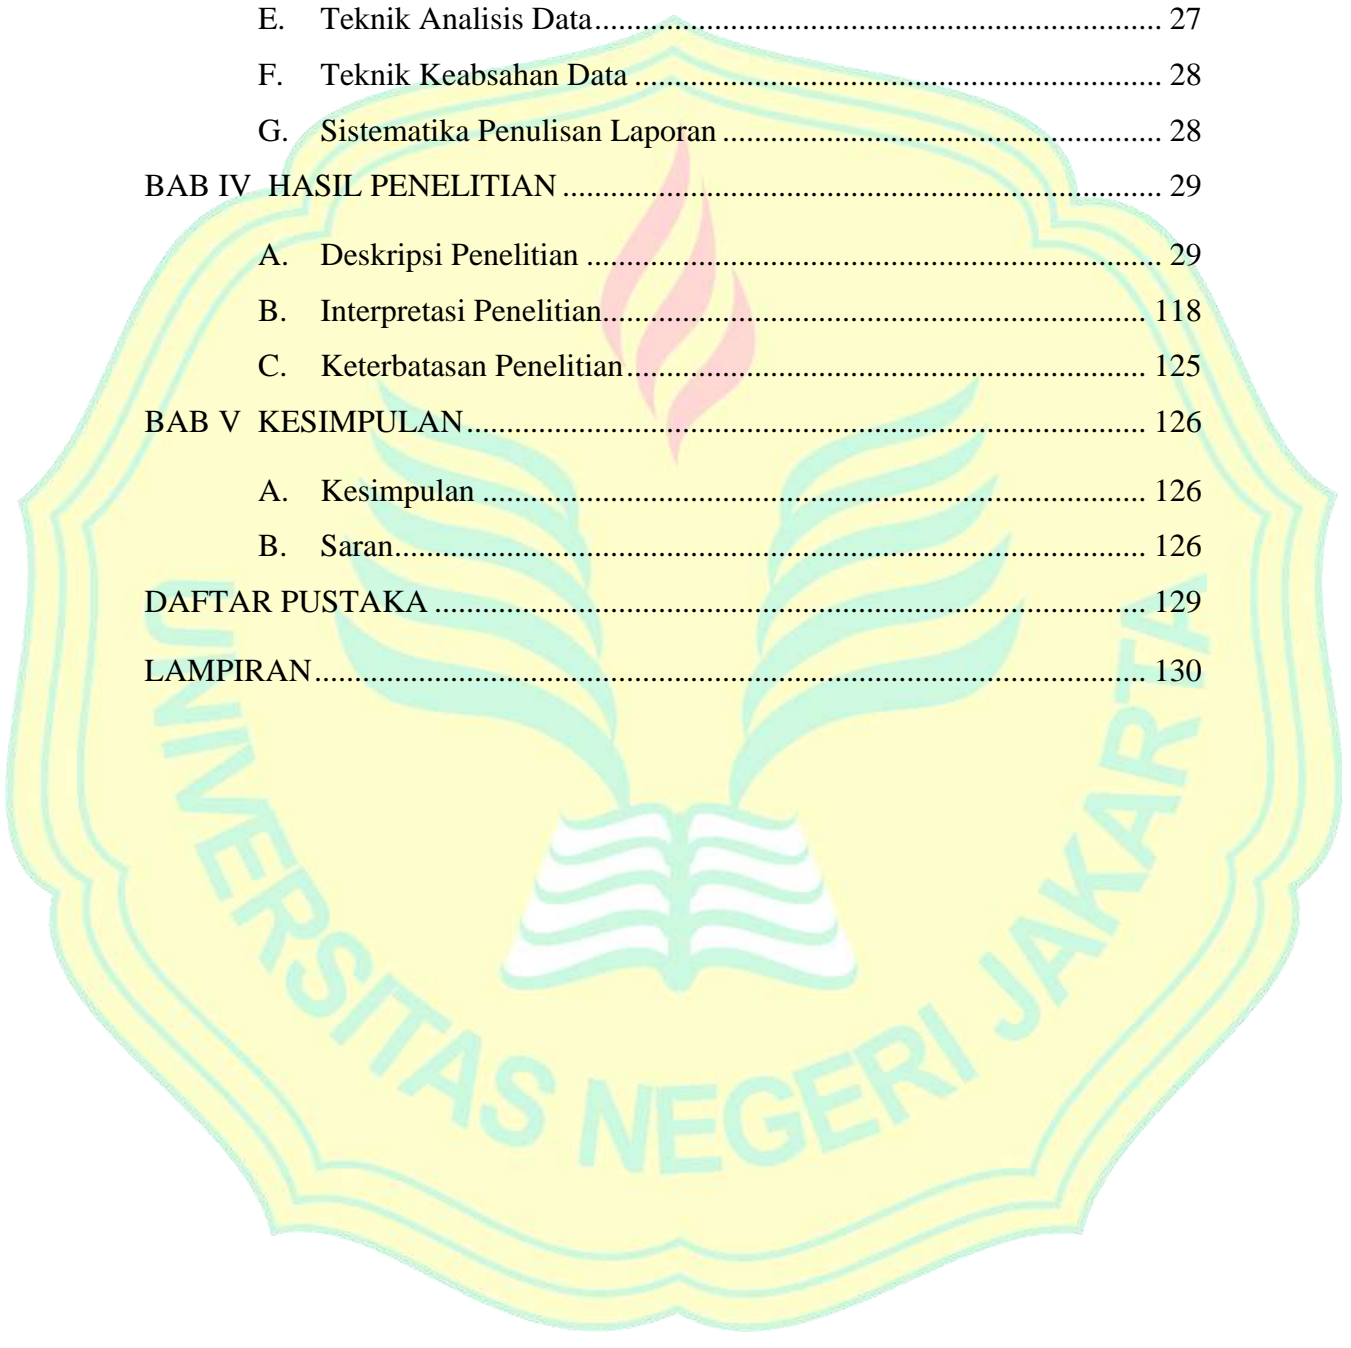 E. Teknik Analisis Data.................................................................... 27
F. Teknik Keabsahan Data ................................................................ 28
G. Sistematika Penulisan Laporan ..................................................... 28
BAB IV HASIL PENELITIAN ........................................................................ 29
A. Deskripsi Penelitian ..................................................................... 29
B. Interpretasi Penelitian.................................................................. 118
C. Keterbatasan Penelitian ............................................................... 125
BAB V KESIMPULAN.................................................................................. 126
A. Kesimpulan ................................................................................. 126
B. Saran............................................................................................ 126
DAFTAR PUSTAKA ...................................................................................... 129
LAMPIRAN...................................................................................................... 130
UNIVERSITAS NEGERI JAKARTA